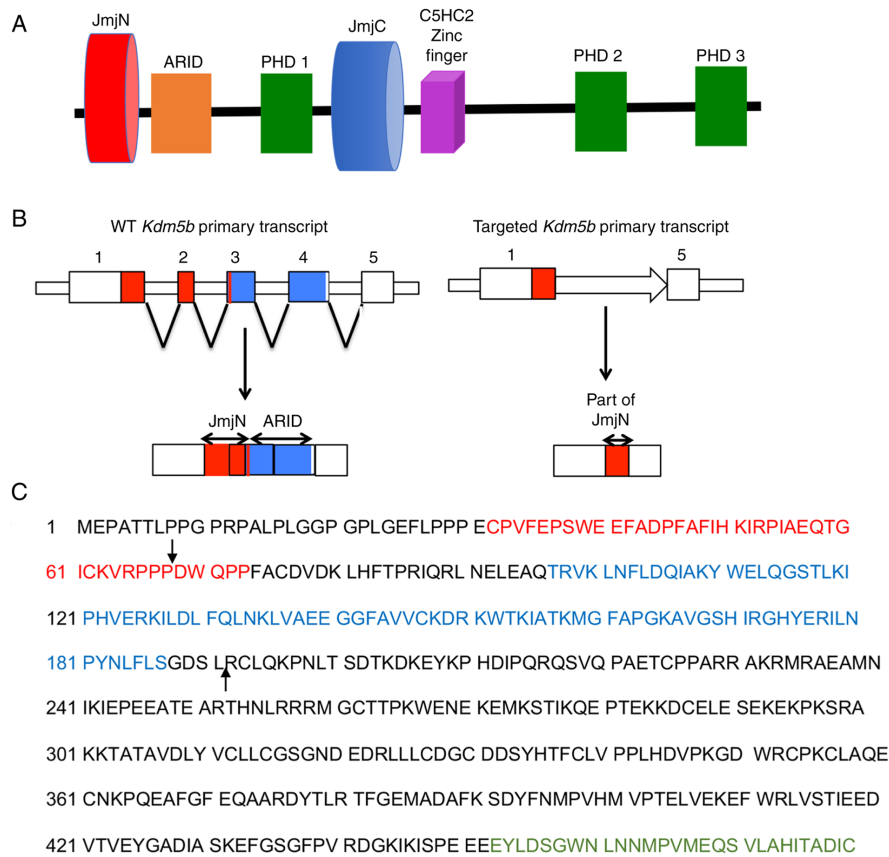 A
JmjN
ARID
PHD 1
JmjC
C5HC2
Zinc
finger
PHD 2
PHD 3
B
WT Kdm5b primary transcript
1 2 3 4 5
JmjN ARID
Targeted Kdm5b primary transcript
1 5
Part of
JmjN
C
1 MEPATTLPPG PRPALPLGGP GPLGEFLPPP ECPVFEPSWE EFADPFAFIH KIRPIAEQTG
61 ICKVRPPPDW QPPFACDVDK LHFTPRIQRL NELEAQTRVK LNFLDQIAKY WELQGSTLKI
121 PHVERKILDL FQLNKLVAEE GGFAVVCKDR KWTKIATKMG FAPGKAVGSH IRGHYERILN
181 PYNLFLSGDS LRCLQKPNLT SDTKDKEYKP HDIPQRQSVQ PAETCPPARR AKRMRAEAMN
241 IKIEPEEATE ARTHNLRRRM GCTTPKWENE KEMKSTIKQE PTEKKDCELE SEKEKPKSRA
301 KKTATAVDLY VCLLCGSGND EDRLLLCDGC DDSYHTFCLV PPLHDVPKGD WRCPKCLAQE
361 CNKPQEAFGF EQAARDYTLR TFGEMADAFK SDYFNMPVHM VPTELVEKEF WRLVSTIEED
421 VTVEYGADIA SKEFGSGFPV RDGKIKISPE EEEYLDSGWN LNNMPVMEQS VLAHITADIC